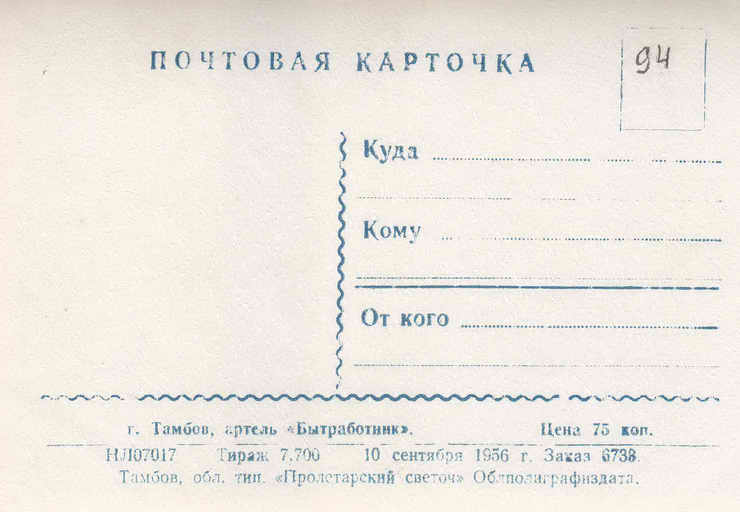 ПОЧТОВАЯ КАРТОЧКА
94
Куда
Кому
От кого
г. Тамбов, артель «Бытработник». Цена 75 коп.
НЛ07017 Тираж 7.700 10 сентября 1956 г. Заказ 6738.
Тамбов, обл. тип. «Пролетарский светоч» Облполиграфиздата.